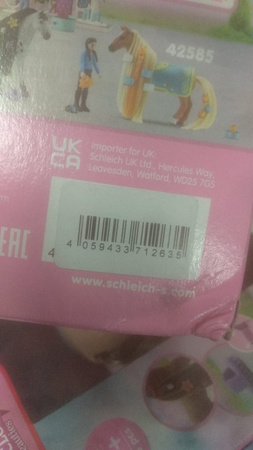 42585
UK
CA
Importer for UK:
Schleich UK Ltd., Hercules Way,
Leavesden, Watford, WD25 7GS
EAC
4
4 059433 712635
www.schleich-s.com